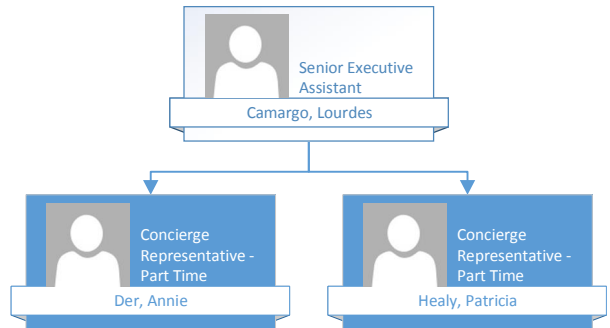 Senior Executive
Assistant
Camargo, Lourdes
Concierge
Representative -
Part Time
Der, Annie
Concierge
Representative -
Part Time
Healy, Patricia